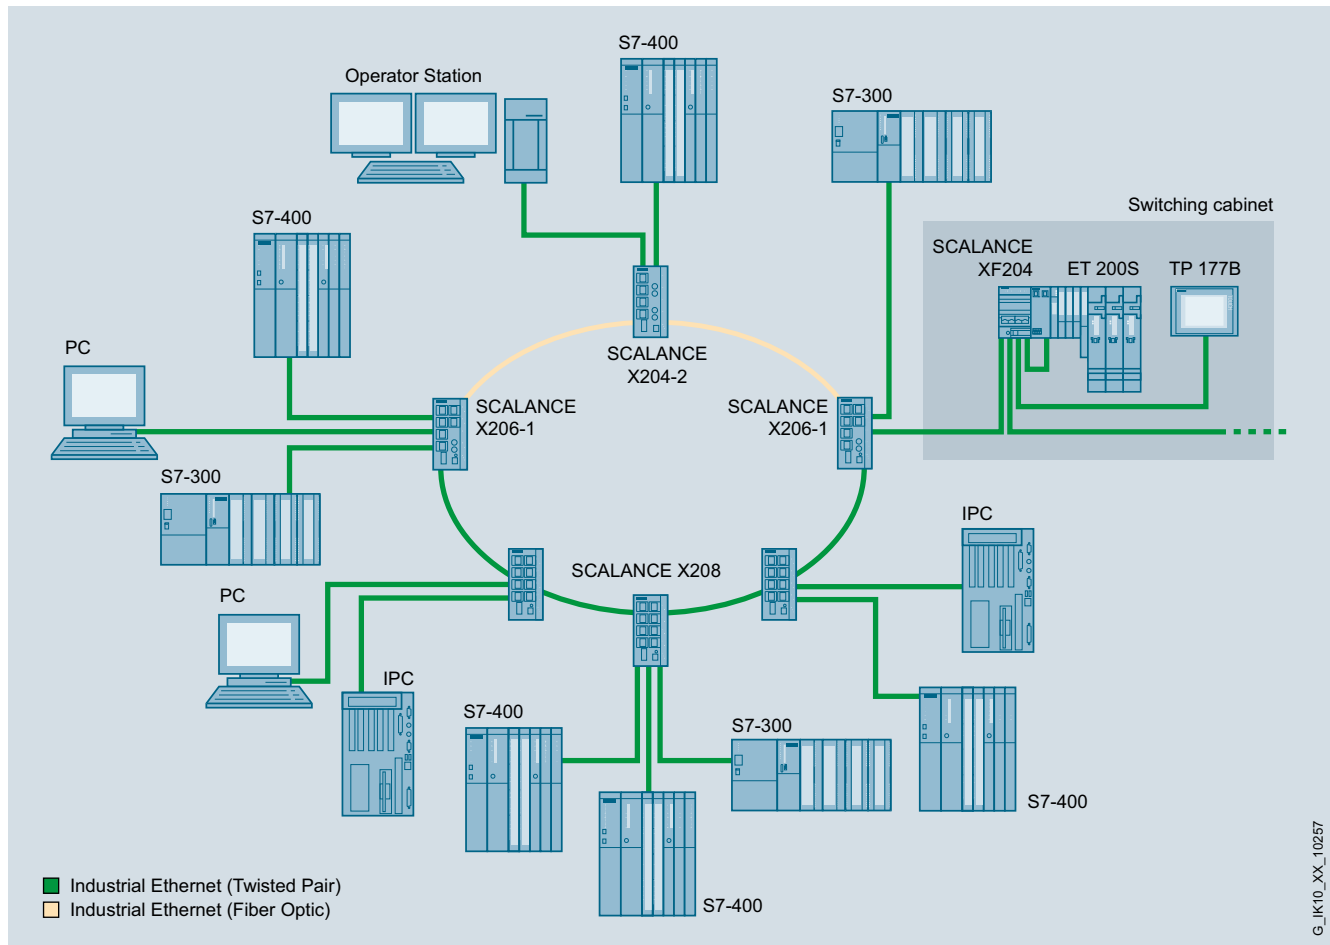 S7-400
Operator Station
S7-300
Switching cabinet
S7-400
SCALANCE
XF204
ET 200S
TP 177B
PC
SCALANCE
X204-2
SCALANCE
X206-1
SCALANCE
X206-1
S7-300
IPC
SCALANCE X208
PC
IPC
S7-400
S7-300
S7-400
S7-400
Industrial Ethernet (Twisted Pair)
Industrial Ethernet (Fiber Optic)
G_IK10_XX_10257